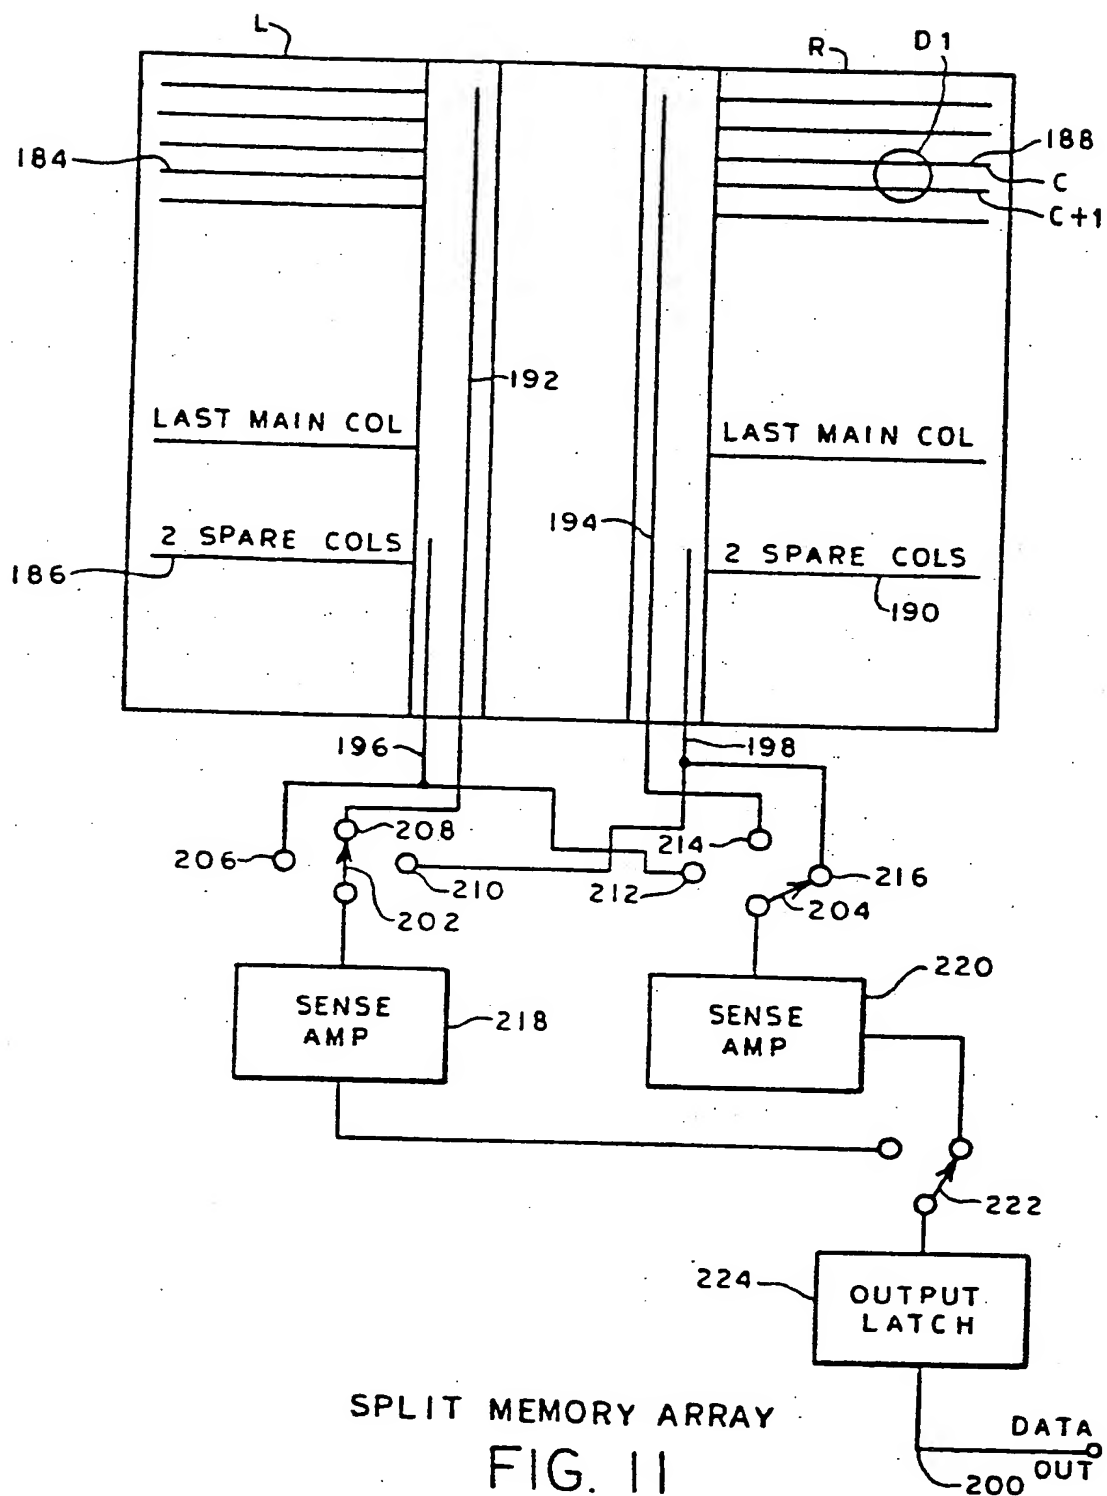 L
R
D1
184
188
C
C+1
192
LAST MAIN COL
LAST MAIN COL
194
2 SPARE COLS
2 SPARE COLS
186
190
196
198
208
214
206
210
212
216
202
204
220
SENSE
AMP
218
SENSE
AMP
222
224
OUTPUT
LATCH
SPLIT MEMORY ARRAY
DATA
OUT
FIG. 11
200